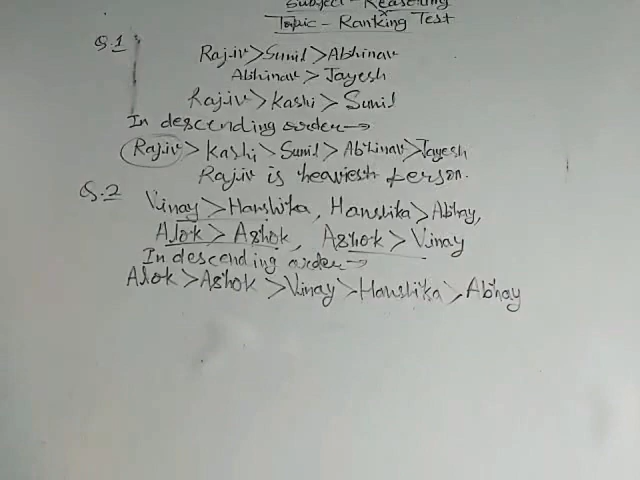 Subject - Reasoning
Topic - Ranking Test
Q.1
Rajiv > Sunil > Abhinav
Abhinav > Jayesh
Rajiv > Kashi > Sunil
In descending order →
Rajiv > Kashi > Sunil > Abhinav > Jayesh
Rajiv is heaviest person.
Q.2
Vinay > Harshika, Harshika > Abhay,
Alok > Ashok, Ashok > Vinay
In descending order →
Alok > Ashok > Vinay > Harshika > Abhay